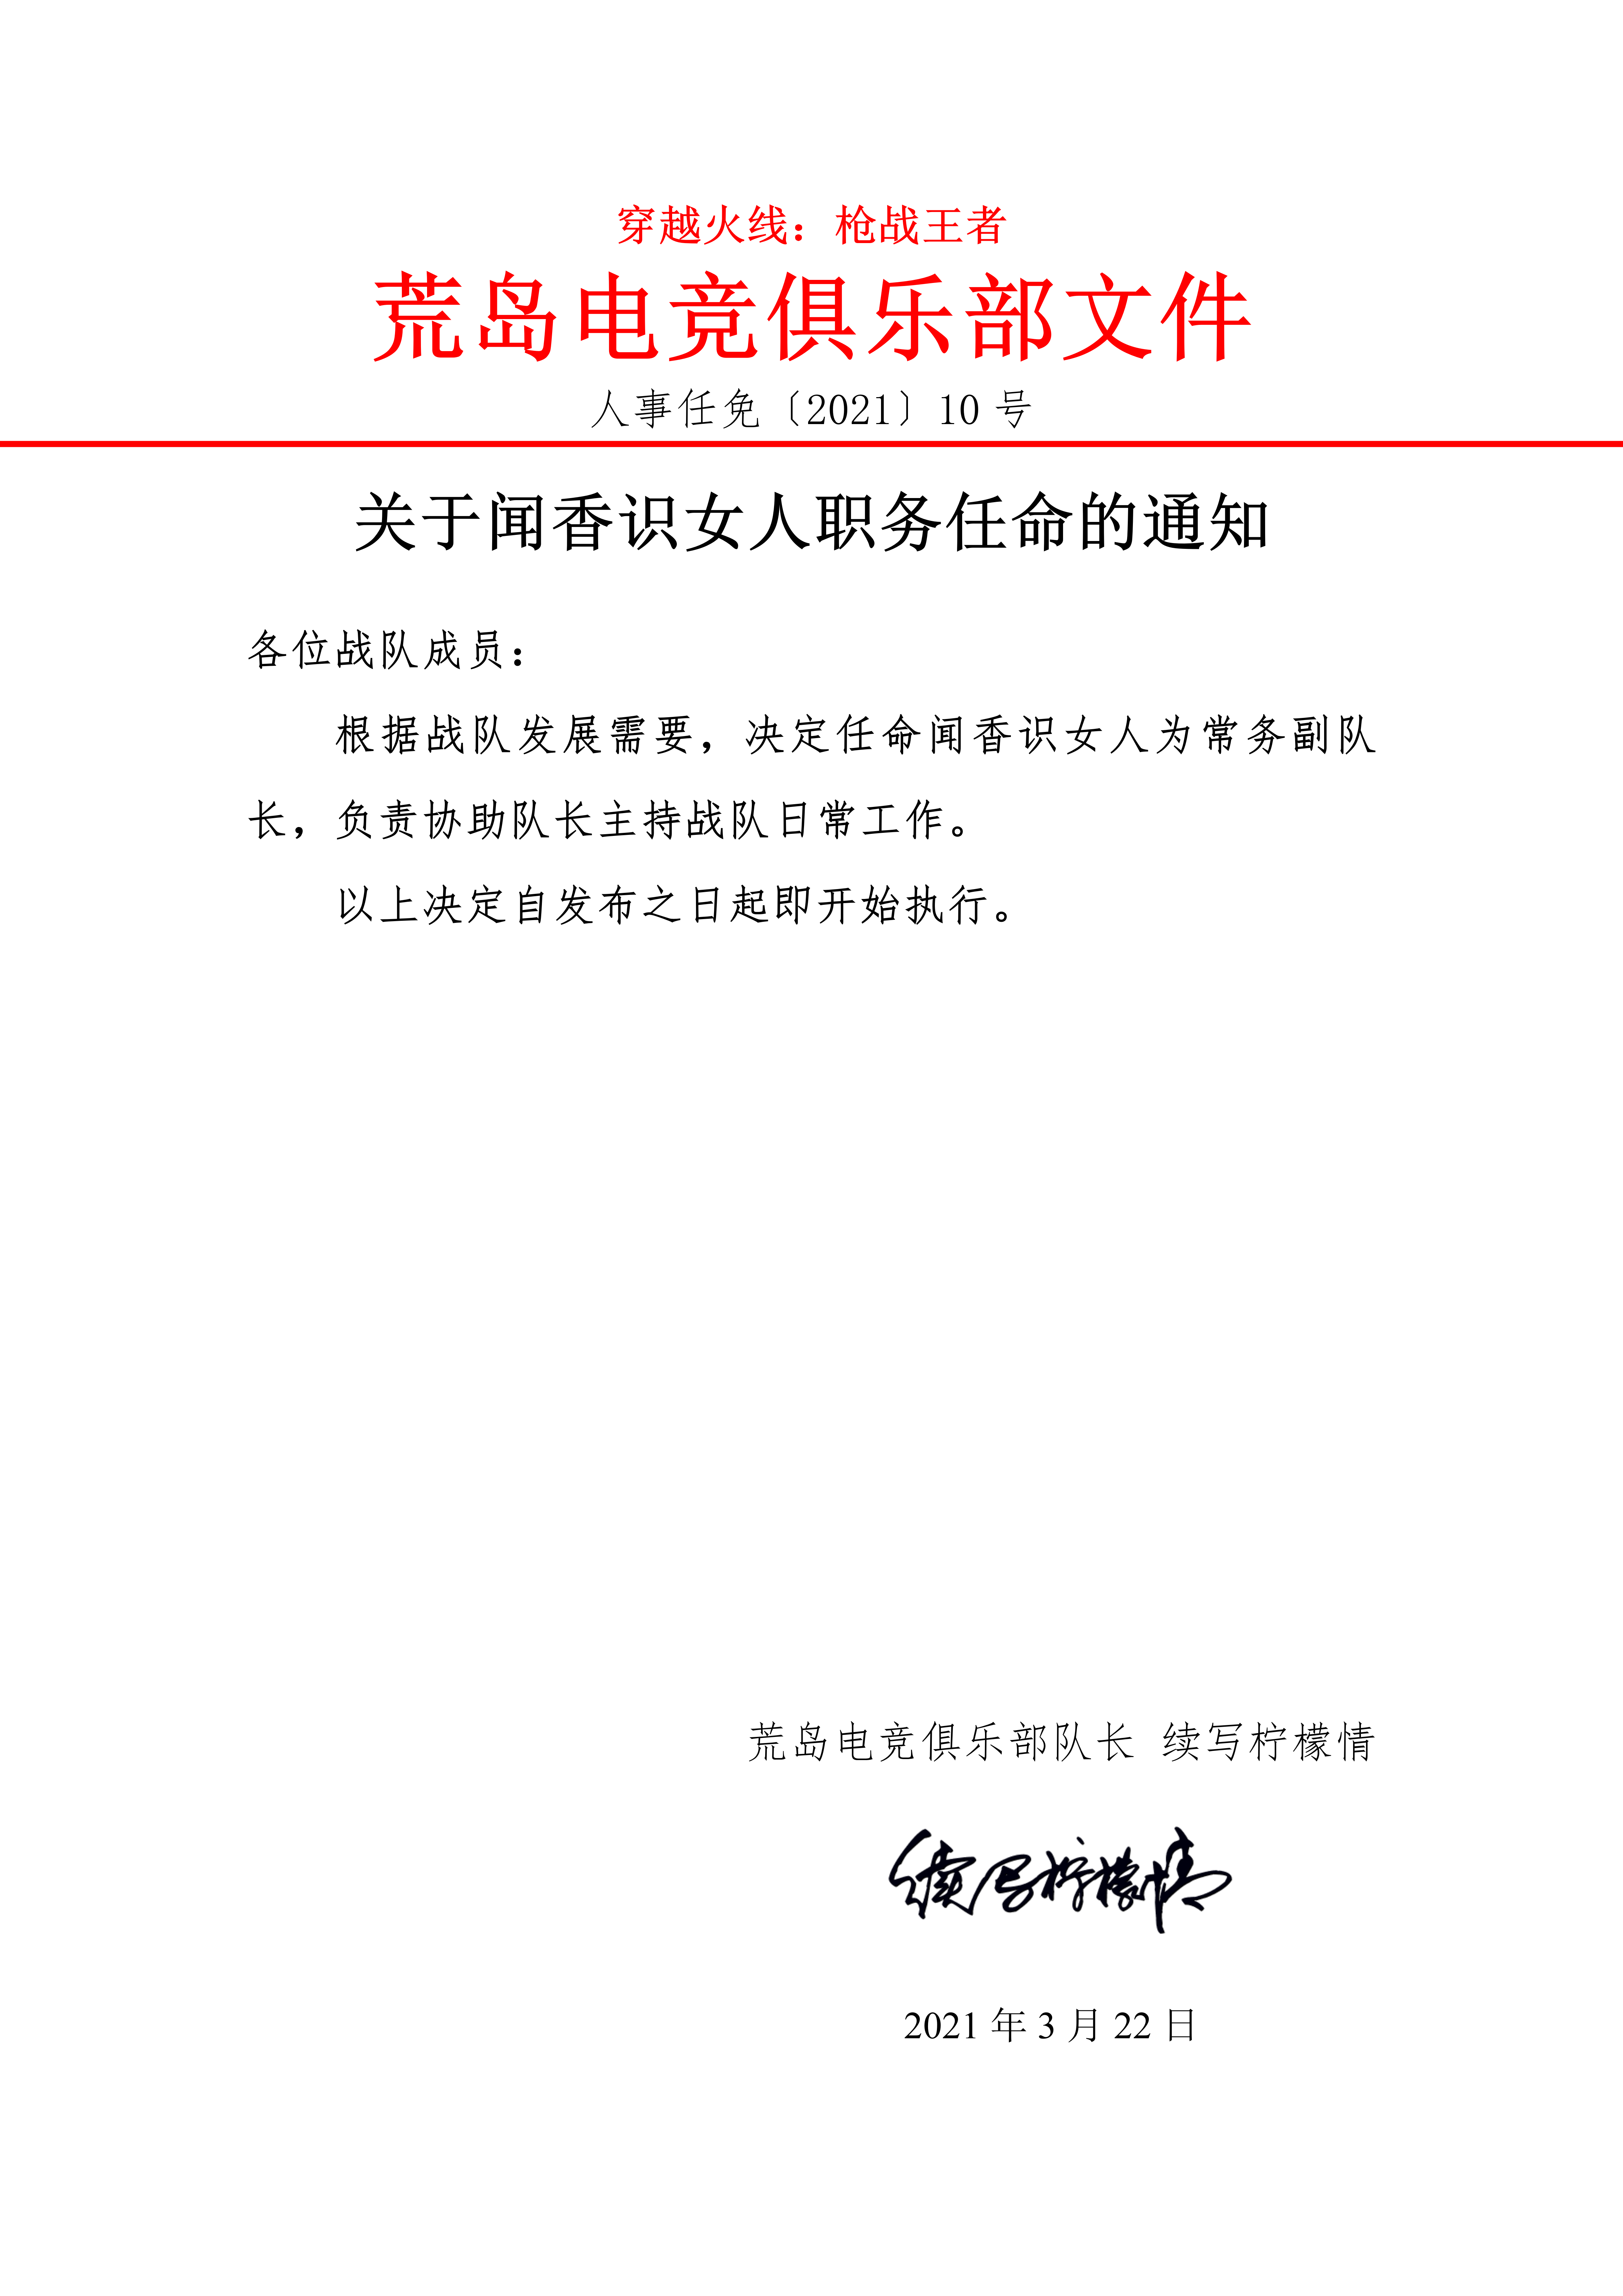 穿越火线：枪战王者
荒岛电竞俱乐部文件
人事任免〔2021〕10 号
关于闻香识女人职务任命的通知
各位战队成员：
根据战队发展需要，决定任命闻香识女人为常务副队
长，负责协助队长主持战队日常工作。
以上决定自发布之日起即开始执行。
荒岛电竞俱乐部队长 续写柠檬情
续写柠檬情
2021 年 3 月 22 日